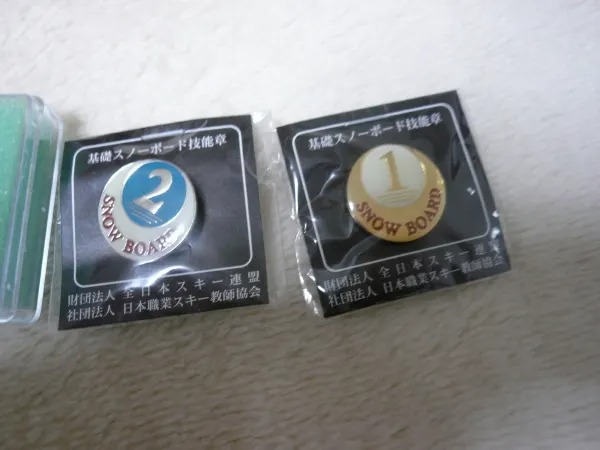 基礎スノーボード技能章
2
SNOW BOARD
財団法人 全日本スキー連盟
社団法人 日本職業スキー教師協会
基礎スノーボード技能章
1
SNOW BOARD
財団法人 全日本スキー連盟
社団法人 日本職業スキー教師協会